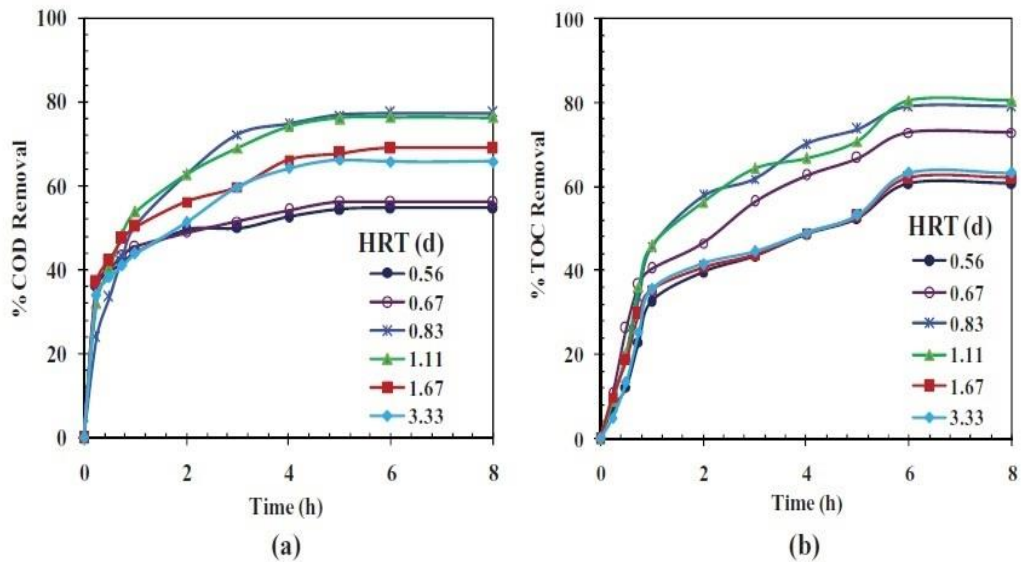 100
80
60
40
20
0
% COD Removal
HRT (d)
0.56
0.67
0.83
1.11
1.67
3.33
0 2 4 6 8
Time (h)
(a)
100
80
60
40
20
0
% TOC Removal
HRT (d)
0.56
0.67
0.83
1.11
1.67
3.33
0 2 4 6 8
Time (h)
(b)